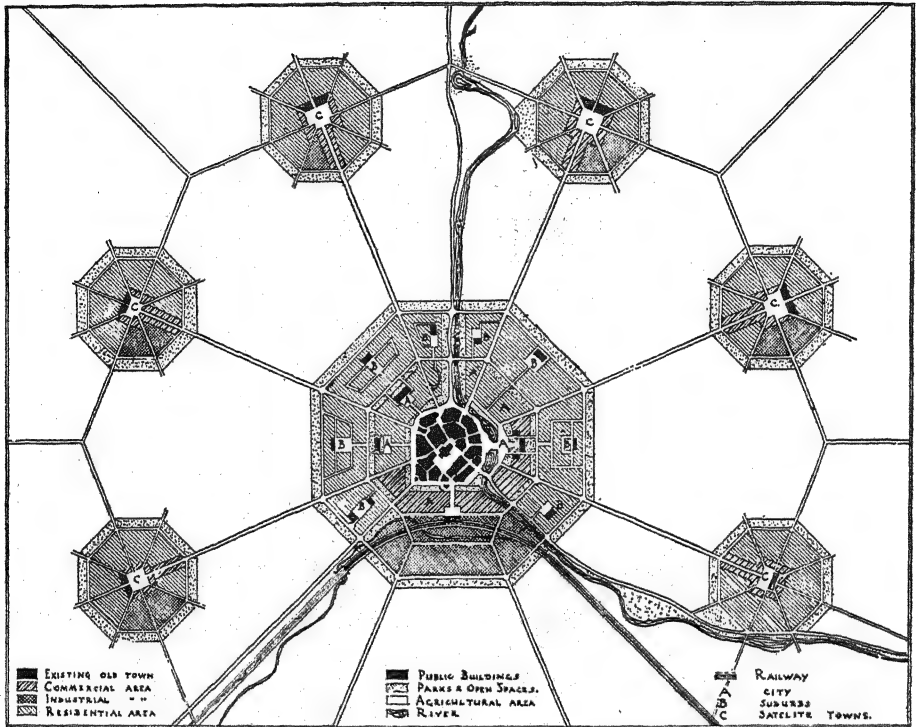 C
C
C
C
B
B
B
A
A
A
B
A
B
B
A
B
C
C
EXISTING OLD TOWN
COMMERCIAL AREA
INDUSTRIAL " "
RESIDENTIAL AREA
PUBLIC BUILDINGS
PARKS & OPEN SPACES.
AGRICULTURAL AREA
RIVER
RAILWAY
A CITY
B SUBURBS
C SATELITE TOWNS.